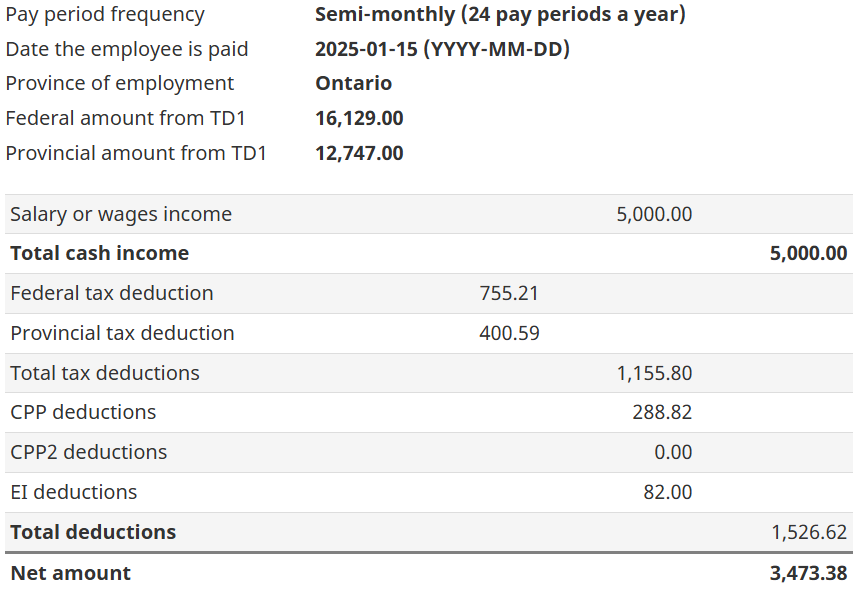 Pay period frequency Semi-monthly (24 pay periods a year)
Date the employee is paid 2025-01-15 (YYYY-MM-DD)
Province of employment Ontario
Federal amount from TD1 16,129.00
Provincial amount from TD1 12,747.00
Salary or wages income 5,000.00
Total cash income 5,000.00
Federal tax deduction 755.21
Provincial tax deduction 400.59
Total tax deductions 1,155.80
CPP deductions 288.82
CPP2 deductions 0.00
EI deductions 82.00
Total deductions 1,526.62
Net amount 3,473.38